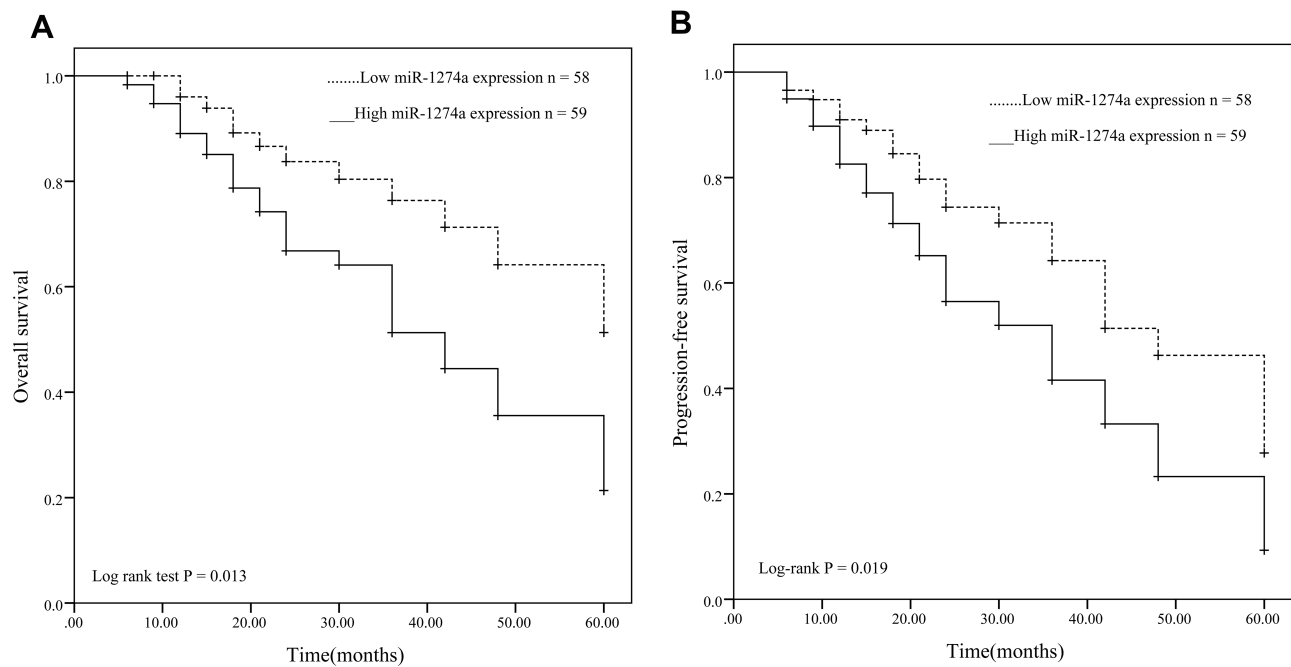 A
Overall survival
1.0
0.8
0.6
0.4
0.2
0.0
........Low miR-1274a expression n = 58
___High miR-1274a expression n = 59
Log rank test P = 0.013
.00 10.00 20.00 30.00 40.00 50.00 60.00
Time(months)
B
Progression-free survival
1.0
0.8
0.6
0.4
0.2
0.0
........Low miR-1274a expression n = 58
___High miR-1274a expression n = 59
Log-rank P = 0.019
.00 10.00 20.00 30.00 40.00 50.00 60.00
Time(months)